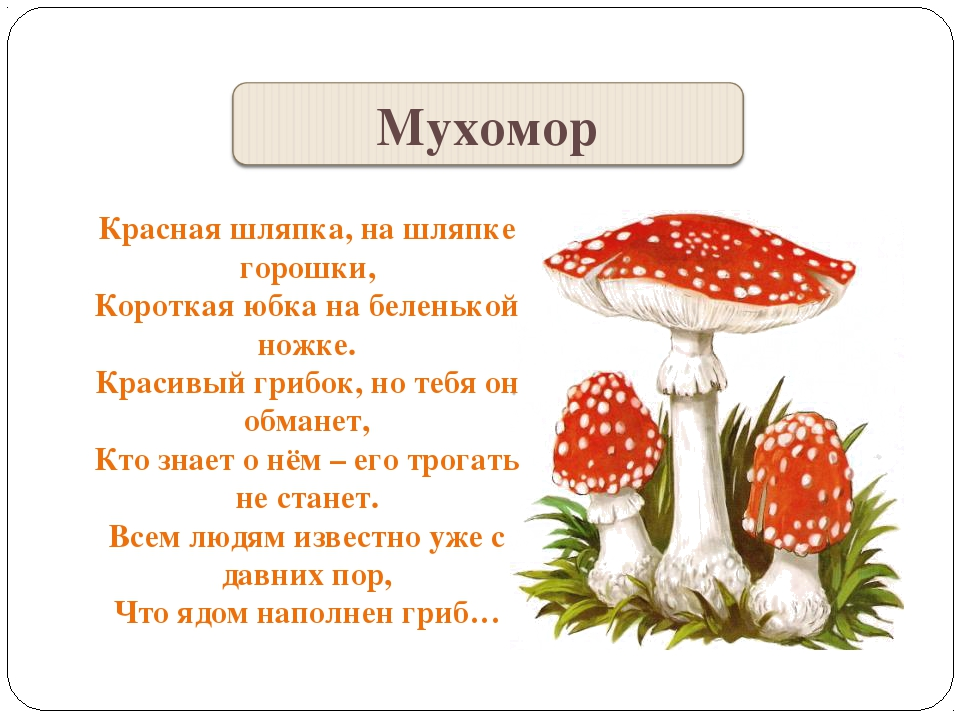 Мухомор
Красная шляпка, на шляпке
горошки,
Короткая юбка на беленькой
ножке.
Красивый грибок, но тебя он
обманет,
Кто знает о нём – его трогать
не станет.
Всем людям известно уже с
давних пор,
Что ядом наполнен гриб…